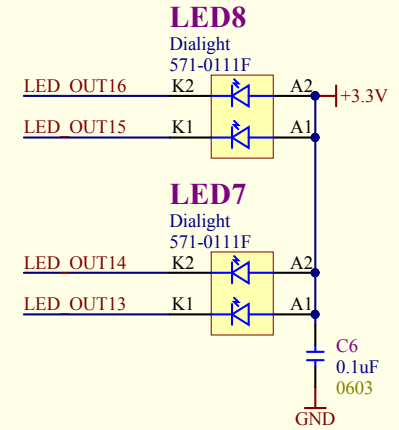 LED8
Dialight
571-0111F
LED_OUT16 K2 A2 +3.3V
LED_OUT15 K1 A1
LED7
Dialight
571-0111F
LED_OUT14 K2 A2
LED_OUT13 K1 A1
C6
0.1uF
0603
GND